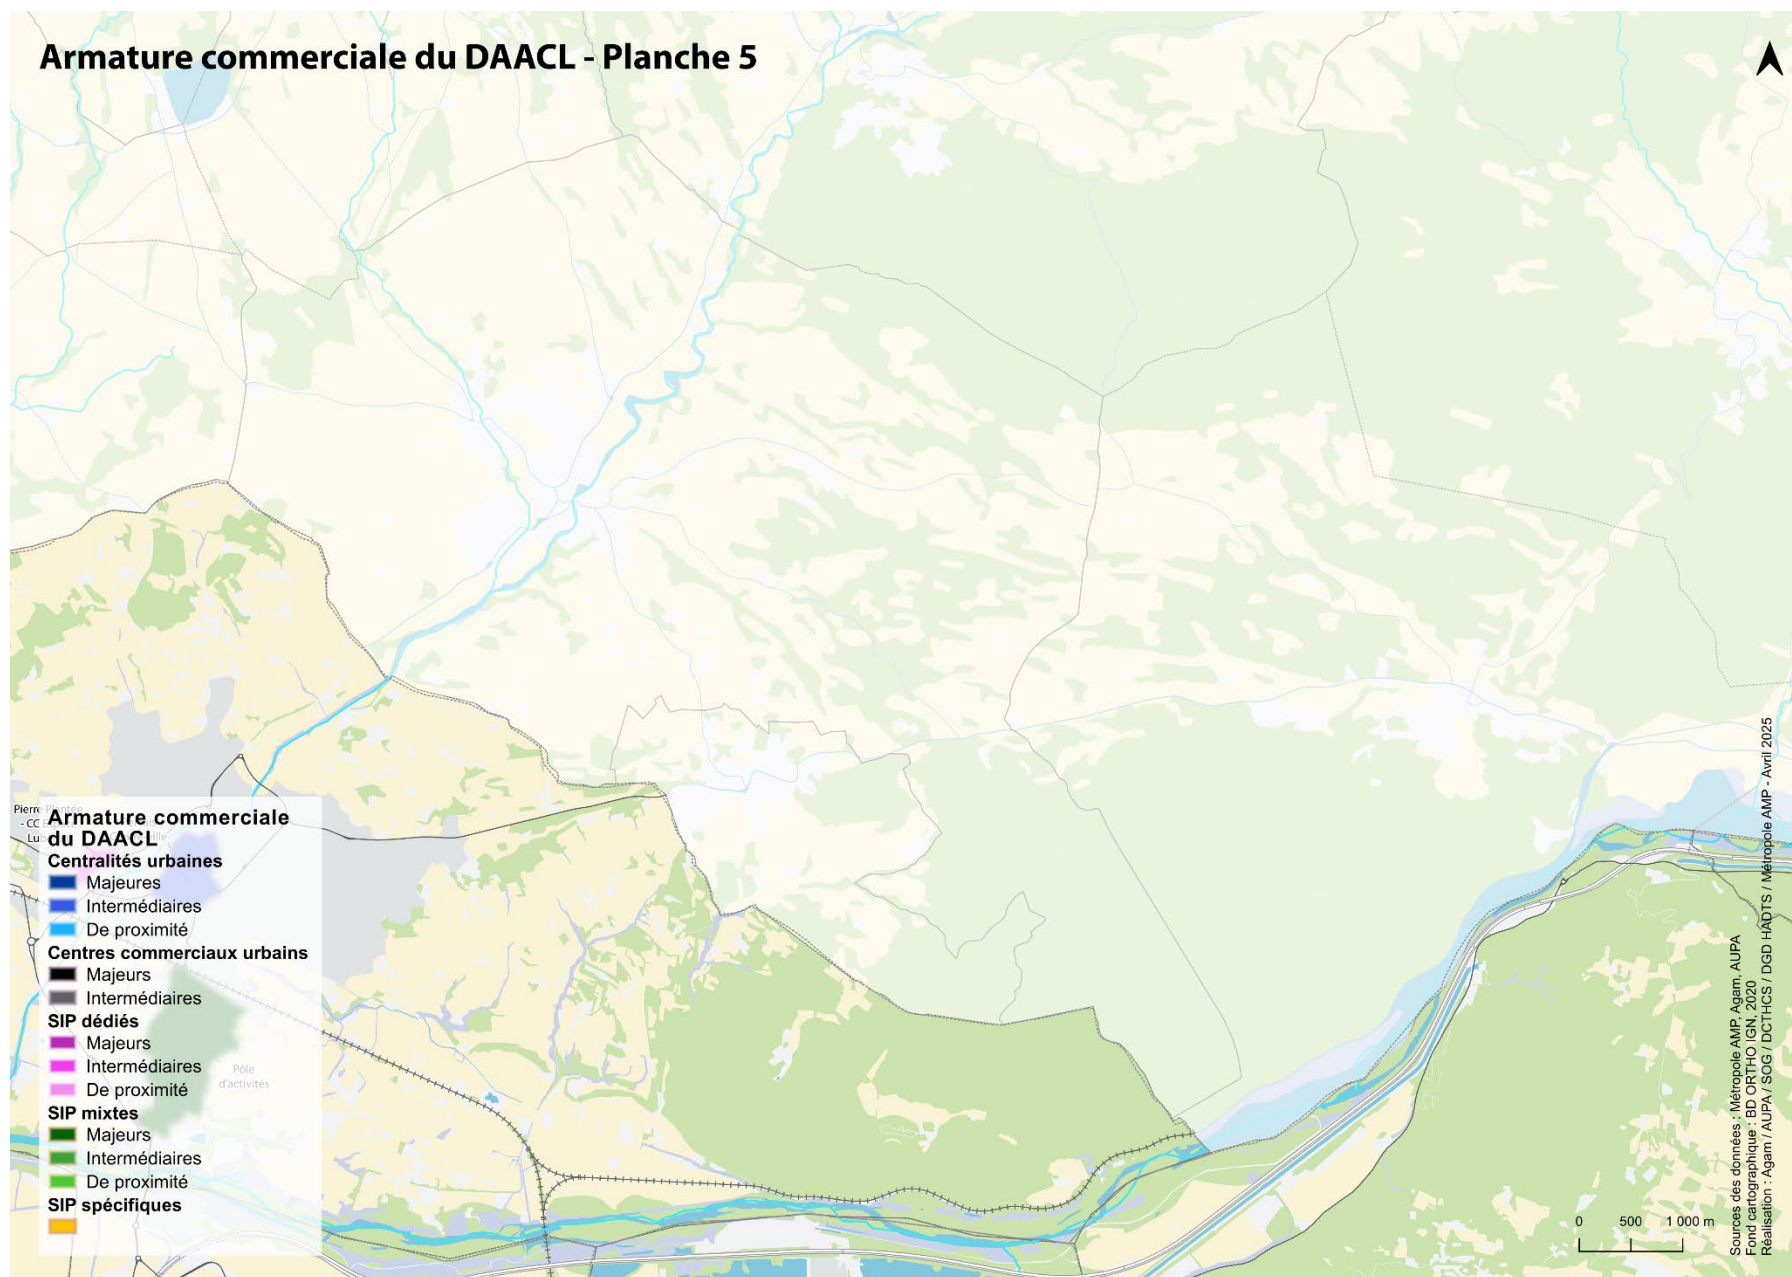 Armature commerciale du DAACL - Planche 5
Pierre Plantée
- CC
Armature commerciale
du DAACL
Centralités urbaines
Majeures
Intermédiaires
De proximité
Centres commerciaux urbains
Majeurs
Intermédiaires
SIP dédiés
Majeurs
Intermédiaires
De proximité
SIP mixtes
Majeurs
Intermédiaires
De proximité
SIP spécifiques
Pôle
d'activités
0 500 1 000 m
Sources des données : Métropole AMP, Agam, AUPA
Fond cartographique : BD ORTHO IGN, 2020
Réalisation : Agam / AUPA / SOG / DCTHCS / DGD HADTS / Métropole AMP - Avril 2025